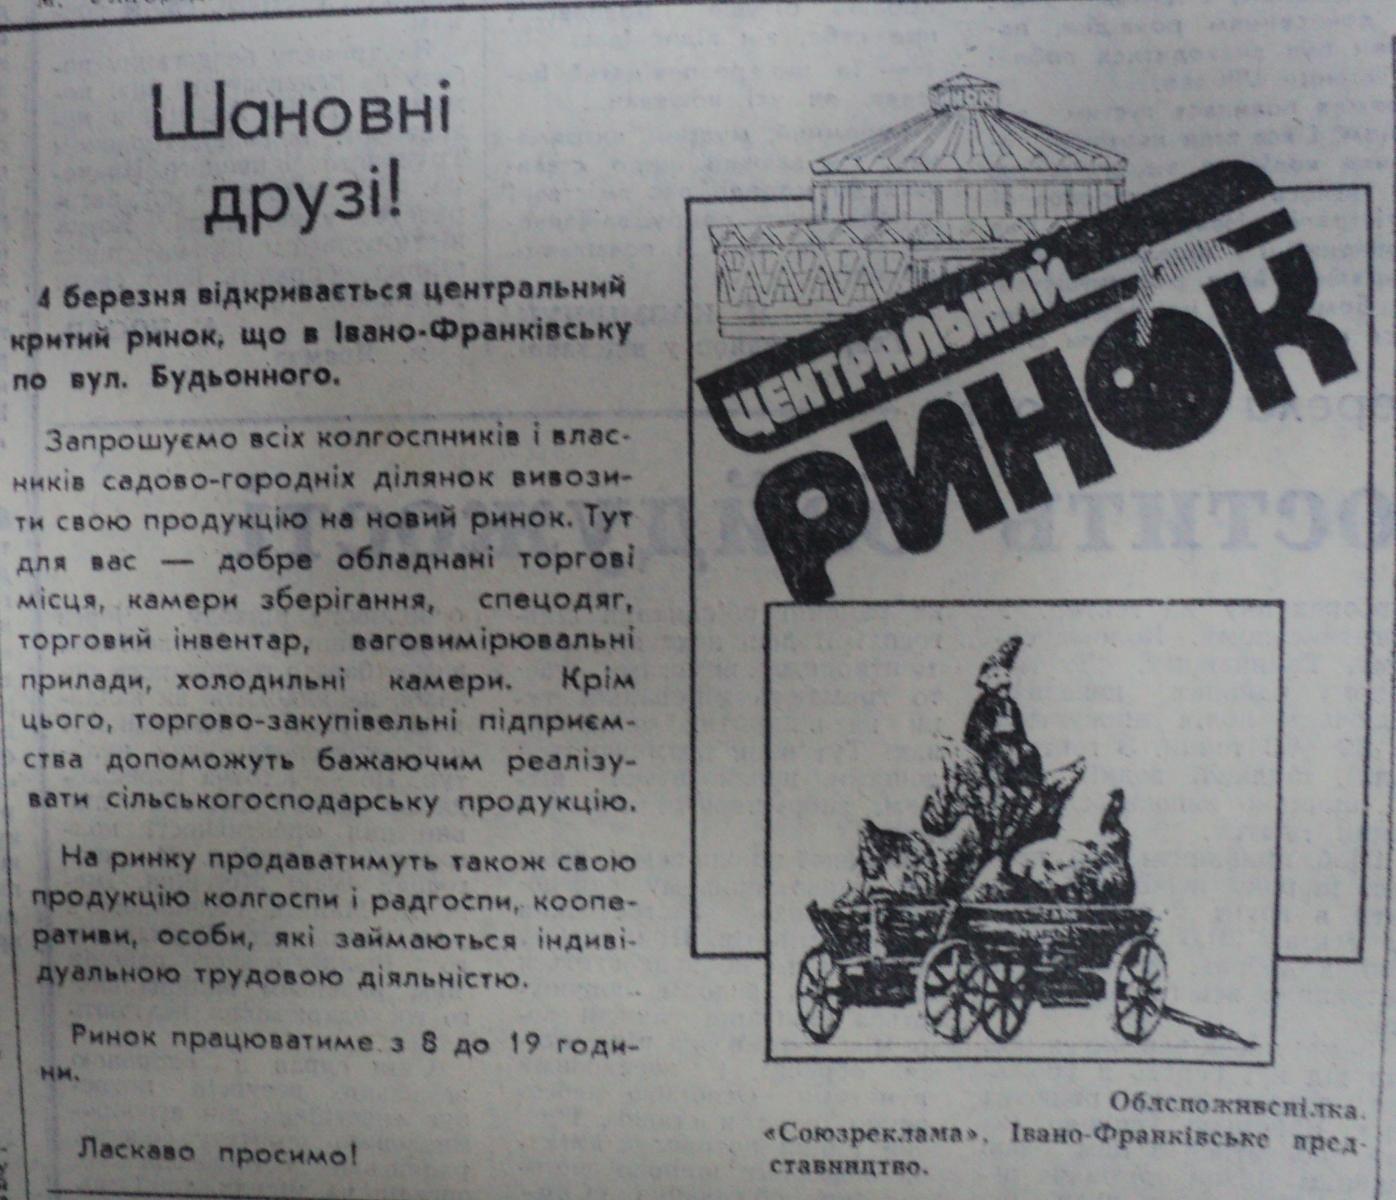 Шановні
друзі!
4 березня відкривається центральний
критий ринок, що в Івано-Франківську
по вул. Будьонного.
Запрошуємо всіх колгоспників і влас-
ників садово-городніх ділянок вивози-
ти свою продукцію на новий ринок. Тут
для вас — добре обладнані торгові
місця, камери зберігання, спецодяг,
торговий інвентар, ваговимірювальні
прилади, холодильні камери. Крім
цього, торгово-закупівельні підприєм-
ства допоможуть бажаючим реалізу-
вати сільськогосподарську продукцію.
На ринку продаватимуть також свою
продукцію колгоспи і радгоспи, коопе-
ративи, особи, які займаються індиві-
дуальною трудовою діяльністю.
Ринок працюватиме з 8 до 19 годи-
ни.
Ласкаво просимо!
РИНОК
ЦЕНТРАЛЬНИЙ
РИНОК
Облспоживспілка.
«Союзреклама», Івано-Франківське пред-
ставництво.